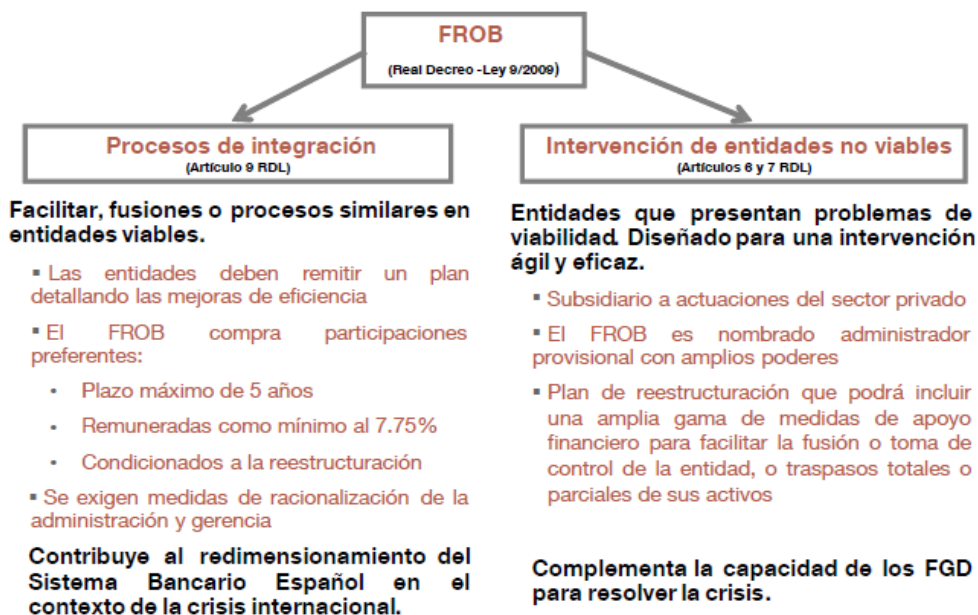 FROB
(Real Decreo -Ley 9/2009)
Procesos de integración
(Artículo 9 RDL)
Facilitar, fusiones o procesos similares en
entidades viables.
▪ Las entidades deben remitir un plan
detallando las mejoras de eficiencia
▪ El FROB compra participaciones
preferentes:
• Plazo máximo de 5 años
• Remuneradas como mínimo al 7.75%
• Condicionados a la reestructuración
▪ Se exigen medidas de racionalización de la
administración y gerencia
Contribuye al redimensionamiento del
Sistema Bancario Español en el
contexto de la crisis internacional.
Intervención de entidades no viables
(Artículos 6 y 7 RDL)
Entidades que presentan problemas de
viabilidad. Diseñado para una intervención
ágil y eficaz.
▪ Subsidiario a actuaciones del sector privado
▪ El FROB es nombrado administrador
provisional con amplios poderes
▪ Plan de reestructuración que podrá incluir
una amplia gama de medidas de apoyo
financiero para facilitar la fusión o toma de
control de la entidad, o traspasos totales o
parciales de sus activos
Complementa la capacidad de los FGD
para resolver la crisis.